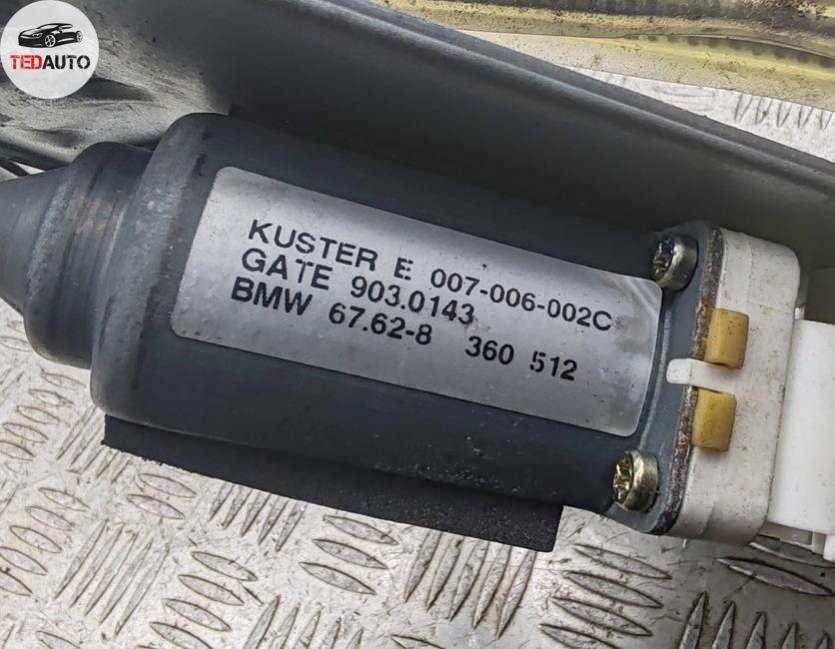 TEDAUTO
KUSTER E 007-006-002C
GATE 903.0143
BMW 67.62-8 360 512